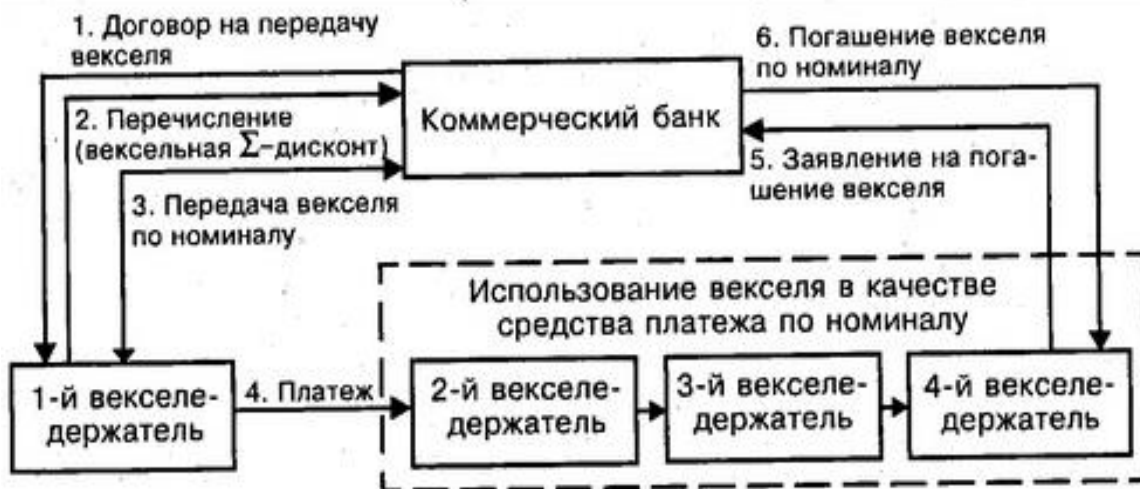 1. Договор на передачу
векселя
2. Перечисление
(вексельная Σ-дисконт)
3. Передача векселя
по номиналу
Коммерческий банк
6. Погашение векселя
по номиналу
5. Заявление на пога-
шение векселя
Использование векселя в качестве
средства платежа по номиналу
1-й векселе-
держатель
4. Платеж
2-й векселе-
держатель
3-й векселе-
держатель
4-й векселе-
держатель